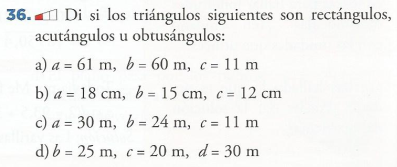 36. Di si los triángulos siguientes son rectángulos,
acutángulos u obtusángulos:
a) a = 61 m, b = 60 m, c = 11 m
b) a = 18 cm, b = 15 cm, c = 12 cm
c) a = 30 m, b = 24 m, c = 11 m
d) b = 25 m, c = 20 m, d = 30 m